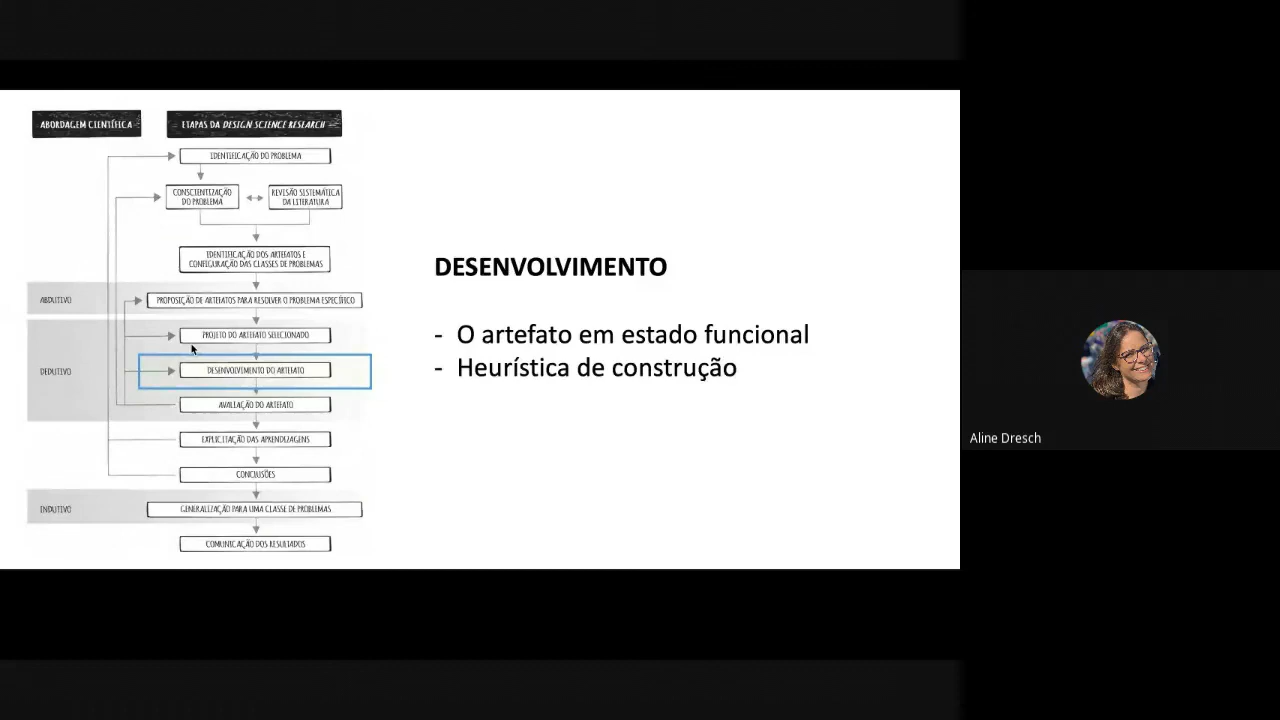 ABORDAGEM CIENTÍFICA
ETAPAS DA DESIGN SCIENCE RESEARCH
IDENTIFICAÇÃO DO PROBLEMA
CONSCIENTIZAÇÃO
DO PROBLEMA
REVISÃO SISTEMÁTICA
DA LITERATURA
IDENTIFICAÇÃO DOS ARTEFATOS E
CONFIGURAÇÃO DAS CLASSES DE PROBLEMAS
ABDUTIVO
PROPOSIÇÃO DE ARTEFATOS PARA RESOLVER O PROBLEMA ESPECÍFICO
PROJETO DO ARTEFATO SELECIONADO
DEDUTIVO
DESENVOLVIMENTO DO ARTEFATO
AVALIAÇÃO DO ARTEFATO
EXPLICITAÇÃO DAS APRENDIZAGENS
CONCLUSÕES
INDUTIVO
GENERALIZAÇÃO PARA UMA CLASSE DE PROBLEMAS
COMUNICAÇÃO DOS RESULTADOS
DESENVOLVIMENTO
- O artefato em estado funcional
- Heurística de construção
Aline Dresch